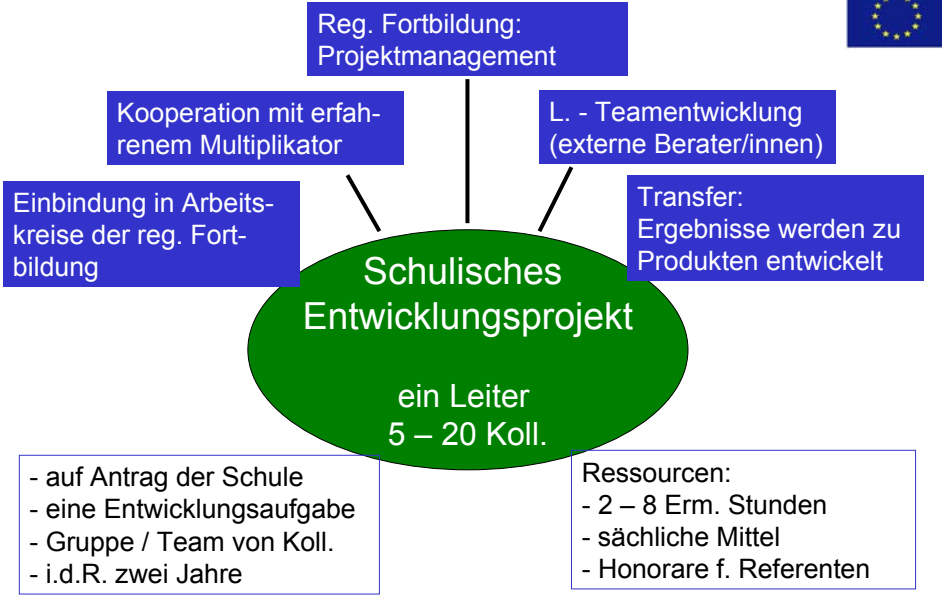 Reg. Fortbildung:
Projektmanagement
Kooperation mit erfah-
renem Multiplikator
L. - Teamentwicklung
(externe Berater/innen)
Einbindung in Arbeits-
kreise der reg. Fort-
bildung
Transfer:
Ergebnisse werden zu
Produkten entwickelt
Schulisches
Entwicklungsprojekt
ein Leiter
5 – 20 Koll.
- auf Antrag der Schule
- eine Entwicklungsaufgabe
- Gruppe / Team von Koll.
- i.d.R. zwei Jahre
Ressourcen:
- 2 – 8 Erm. Stunden
- sächliche Mittel
- Honorare f. Referenten